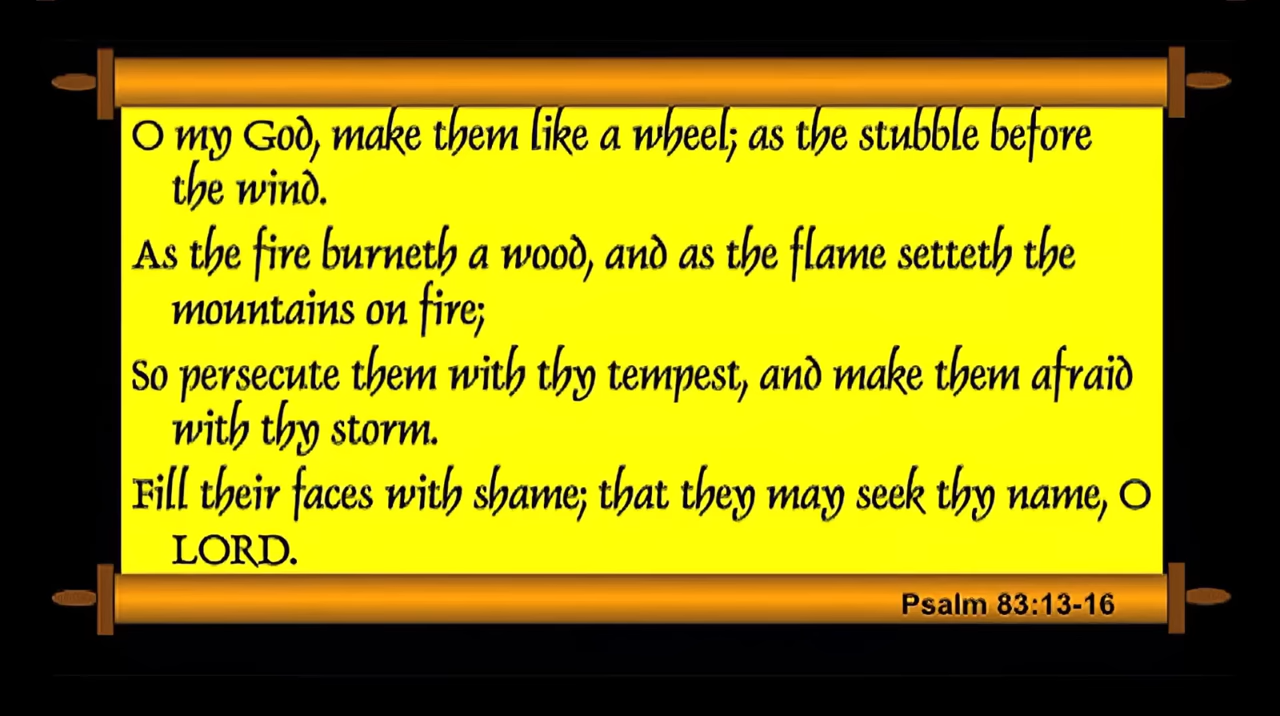 O my God, make them like a wheel; as the stubble before
the wind.
As the fire burneth a wood, and as the flame setteth the
mountains on fire;
So persecute them with thy tempest, and make them afraid
with thy storm.
Fill their faces with shame; that they may seek thy name, O
LORD.
Psalm 83:13-16